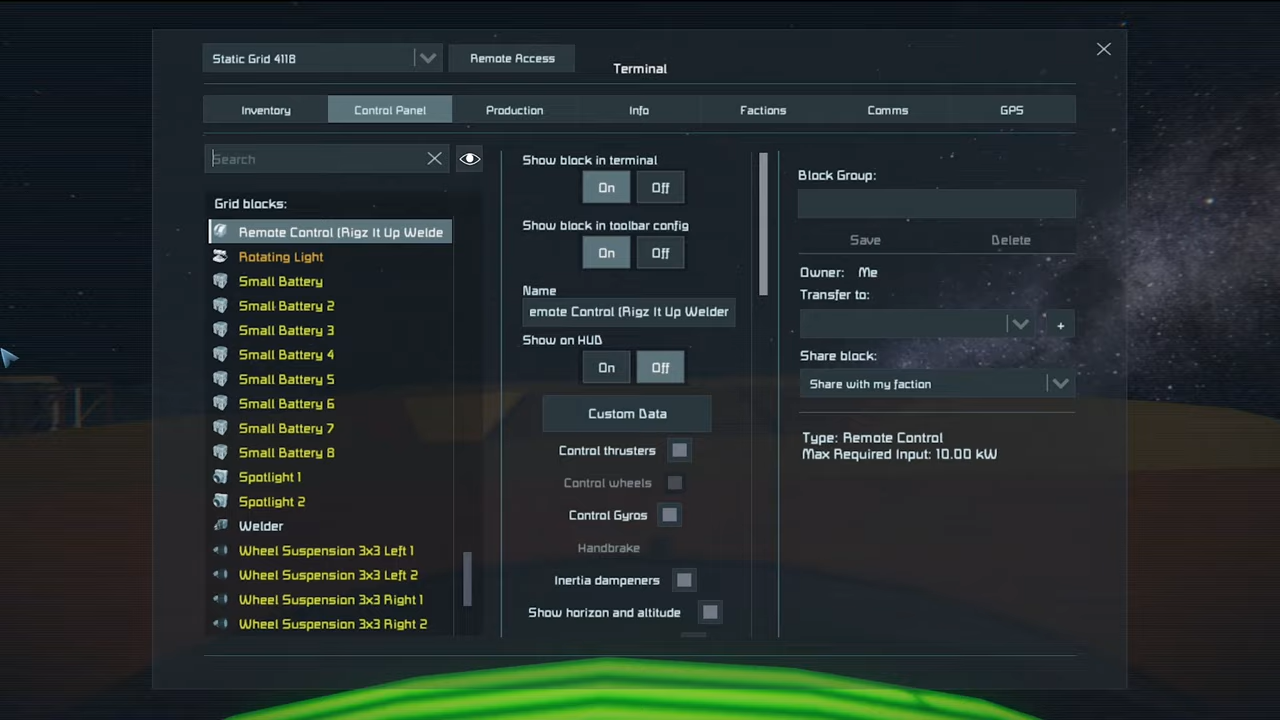 Static Grid 4118
Remote Access
Terminal
Inventory
Control Panel
Production
Info
Factions
Comms
GPS
Search
Grid blocks:
Remote Control (Rigz It Up Welde
Rotating Light
Small Battery
Small Battery 2
Small Battery 3
Small Battery 4
Small Battery 5
Small Battery 6
Small Battery 7
Small Battery 8
Spotlight 1
Spotlight 2
Welder
Wheel Suspension 3x3 Left 1
Wheel Suspension 3x3 Left 2
Wheel Suspension 3x3 Right 1
Wheel Suspension 3x3 Right 2
Show block in terminal
On Off
Show block in toolbar config
On Off
Name
emote Control (Rigz It Up Welder
Show on HUD
On Off
Custom Data
Control thrusters
Control wheels
Control Gyros
Handbrake
Inertia dampeners
Show horizon and altitude
Block Group:
Save Delete
Owner: Me
Transfer to:
+
Share block:
Share with my faction
Type: Remote Control
Max Required Input: 10.00 kW